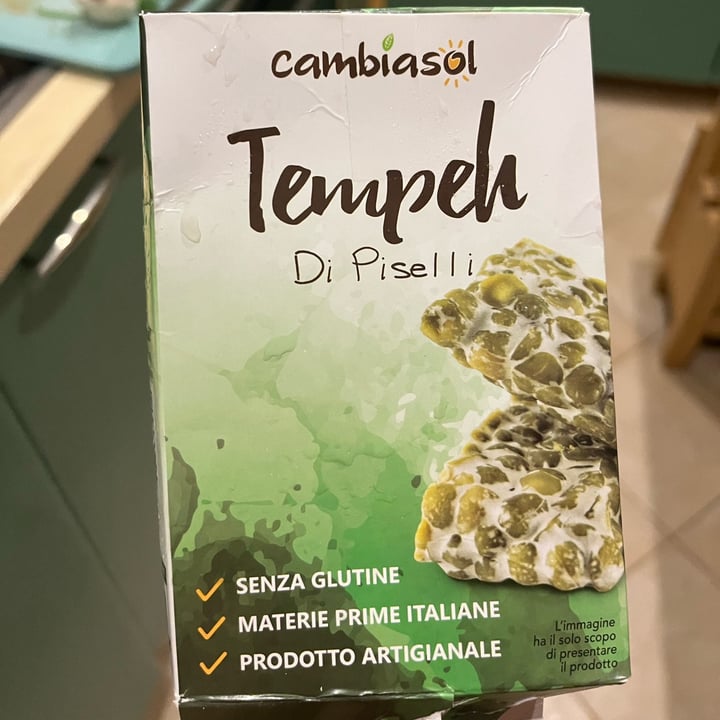 cambiasol
Tempeh
Di Piselli
SENZA GLUTINE
MATERIE PRIME ITALIANE
PRODOTTO ARTIGIANALE
L'immagine
ha il solo scopo
di presentare
il prodotto